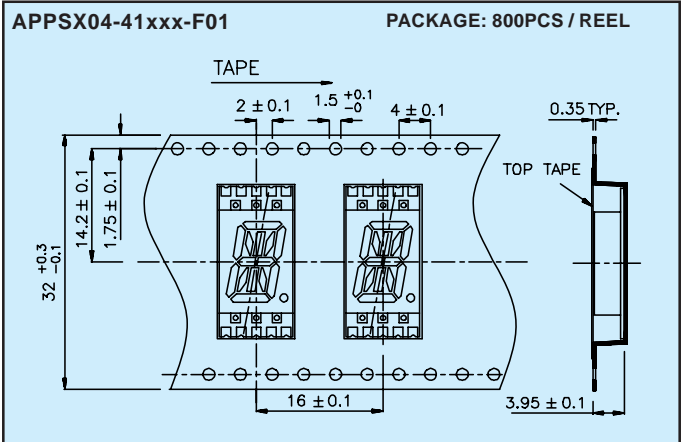 APPSX04-41xxx-F01
PACKAGE: 800PCS / REEL
TAPE
2 ± 0.1
1.5 +0.1 -0
4 ± 0.1
0.35 TYP.
TOP TAPE
14.2 ± 0.1
1.75 ± 0.1
32 +0.3 -0.1
16 ± 0.1
3.95 ± 0.1